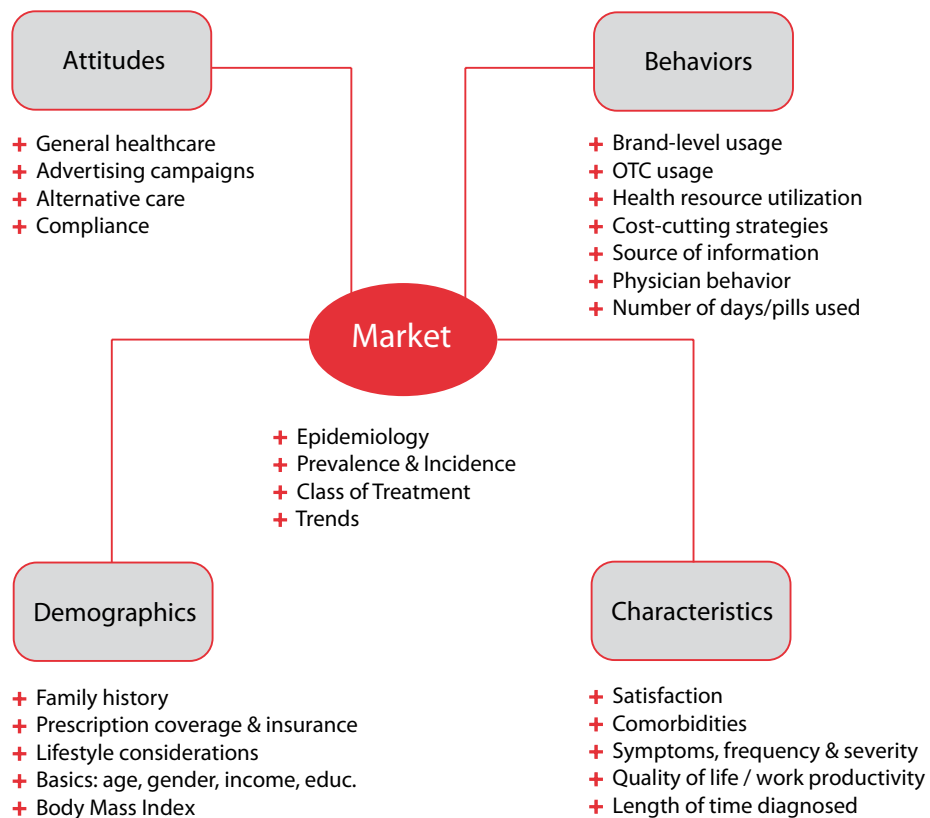 Attitudes
+ General healthcare
+ Advertising campaigns
+ Alternative care
+ Compliance
Behaviors
+ Brand-level usage
+ OTC usage
+ Health resource utilization
+ Cost-cutting strategies
+ Source of information
+ Physician behavior
+ Number of days/pills used
Market
+ Epidemiology
+ Prevalence & Incidence
+ Class of Treatment
+ Trends
Demographics
+ Family history
+ Prescription coverage & insurance
+ Lifestyle considerations
+ Basics: age, gender, income, educ.
+ Body Mass Index
Characteristics
+ Satisfaction
+ Comorbidities
+ Symptoms, frequency & severity
+ Quality of life / work productivity
+ Length of time diagnosed